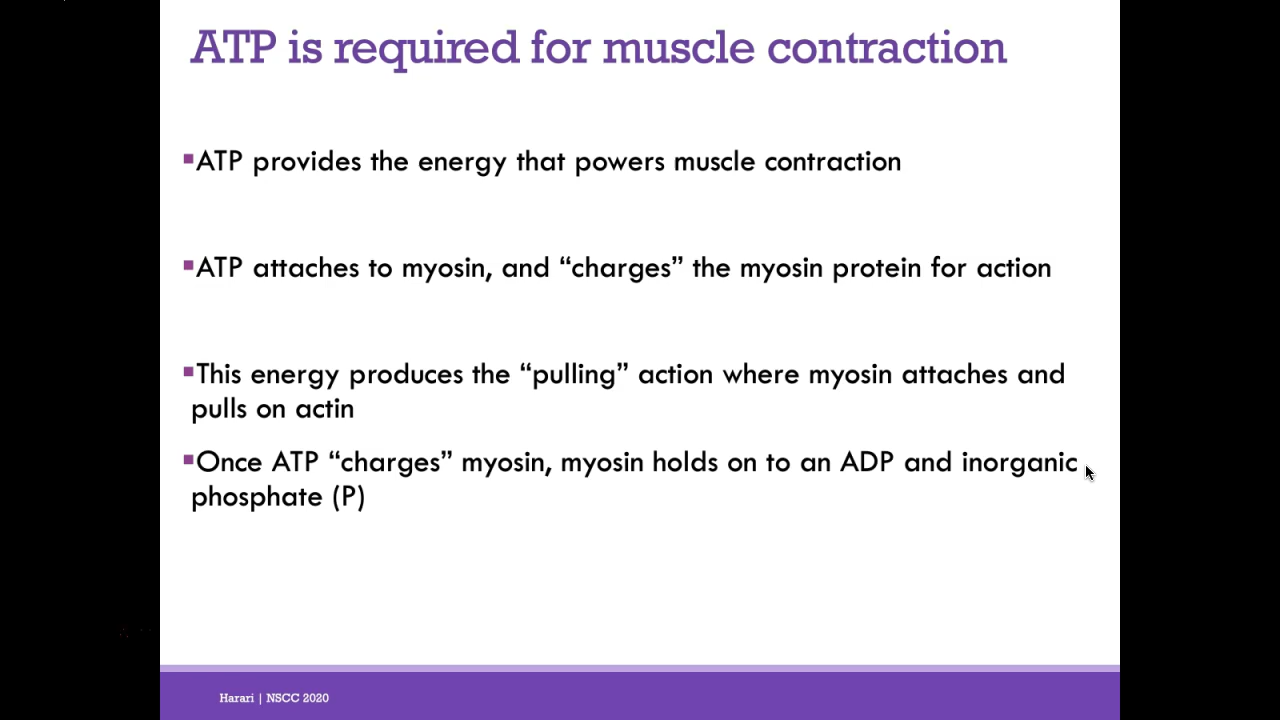 ATP is required for muscle contraction
▪ATP provides the energy that powers muscle contraction
▪ATP attaches to myosin, and “charges” the myosin protein for action
▪This energy produces the “pulling” action where myosin attaches and
pulls on actin
▪Once ATP “charges” myosin, myosin holds on to an ADP and inorganic
phosphate (P)
Harari | NSCC 2020